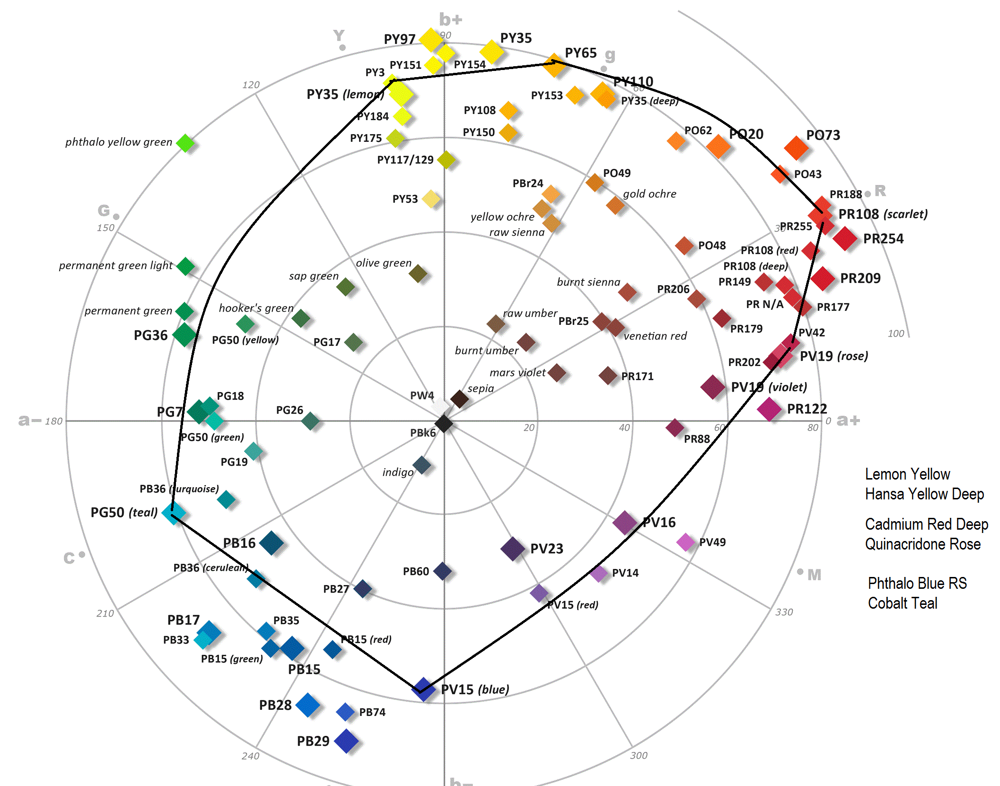 b+
Y
90
PY97
PY35
PY65
g
PY151
PY154
PY3
PY110
120
60
PY35 (lemon)
PY153
PY35 (deep)
PY108
PY184
PY150
PO62
PO20
PO73
phthalo yellow green
PY175
PY117/129
PO49
PO43
PBr24
gold ochre
PR188
R
PY53
G
yellow ochre
PR108 (scarlet)
150
raw sienna
30
PR255
PR254
PO48
PR108 (red)
permanent green light
olive green
PR108 (deep)
sap green
burnt sienna
PR149
PR209
PR206
hooker's green
PR N/A
PR177
permanent green
raw umber
PBr25
PR179
PG36
PG50 (yellow)
PG17
venetian red
PV42
100
burnt umber
PV19 (rose)
PR202
mars violet
PR171
sepia
PV19 (violet)
PW4
PG18
PG7
PG26
PR122
a−
180
20
40
60
80
0
a+
PBk6
PG50 (green)
PR88
PG19
indigo
Lemon Yellow
Hansa Yellow Deep
PB36 (turquoise)
PG50 (teal)
PV16
Cadmium Red Deep
Quinacridone Rose
PB16
PV23
PV49
C
PB36 (cerulean)
PB60
PV14
M
PB27
PV15 (red)
Phthalo Blue RS
Cobalt Teal
210
330
PB17
PB35
PB33
PB15 (red)
PB15 (green)
PB15
PV15 (blue)
PB28
PB74
PB29
240
300
b−